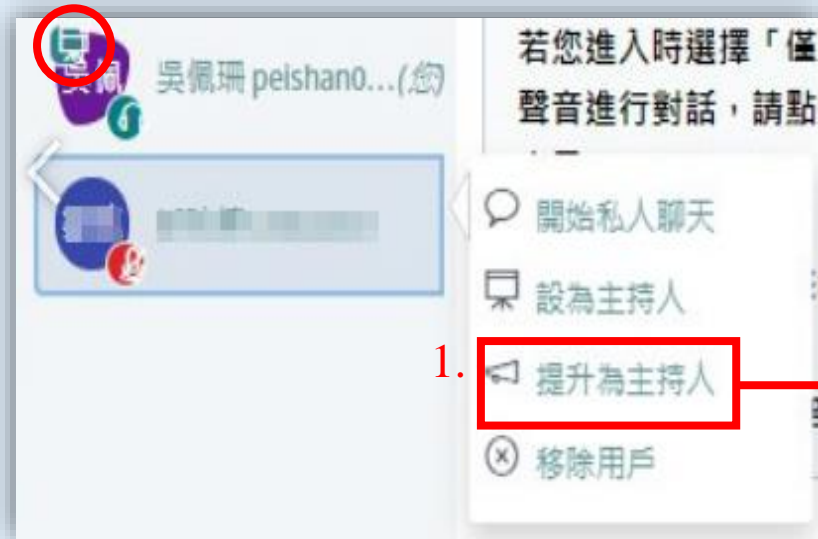 吳佩
吳佩珊 peishan0...(您)
若您進入時選擇「僅
聲音進行對話，請點
開始私人聊天
設為主持人
1. 提升為主持人
移除用戶